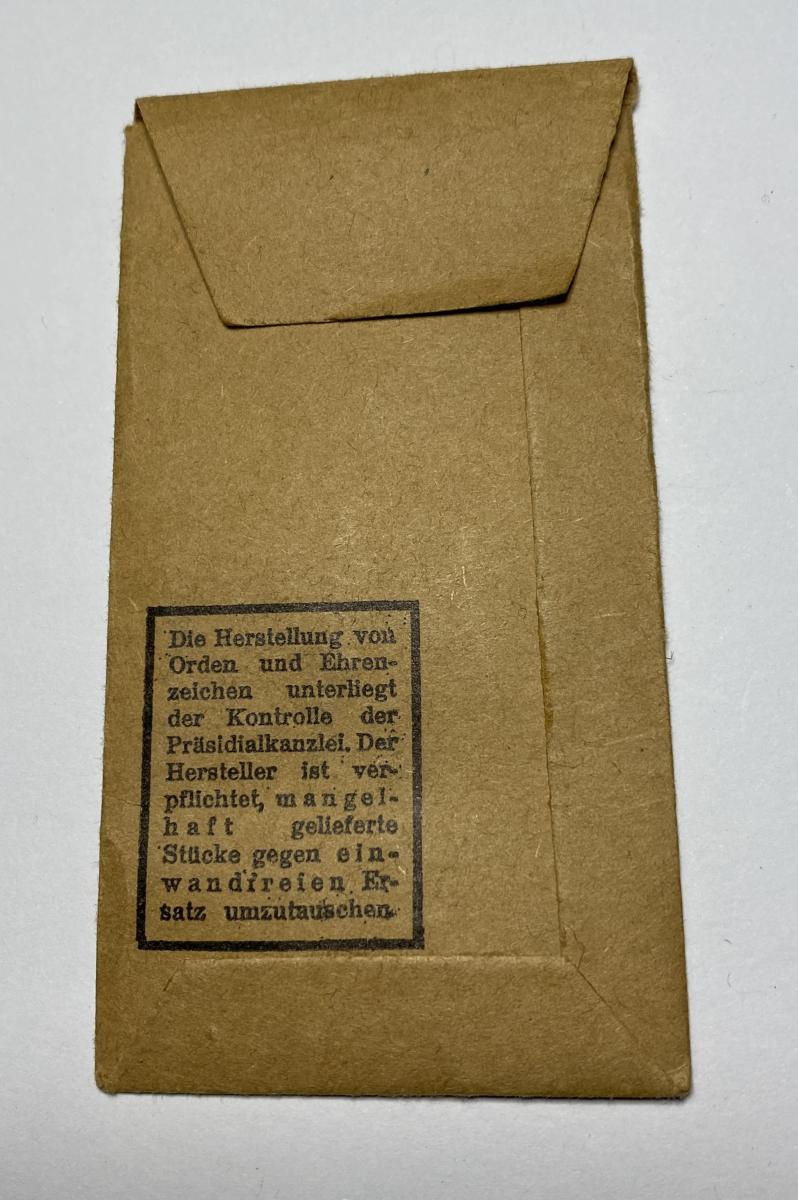 Die Herstellung von
Orden und Ehren-
zeichen unterliegt
der Kontrolle der
Präsidialkanzlei. Der
Hersteller ist ver-
pflichtet, mangel-
haft gelieferte
Stücke gegen ein-
wandfreien Er-
satz umzutauschen.